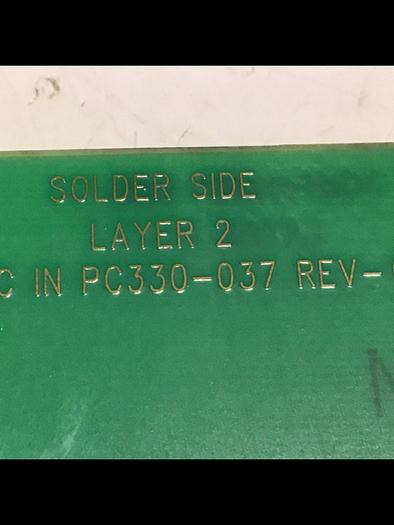 SOLDER SIDE
LAYER 2
C IN PC330-037 REV-